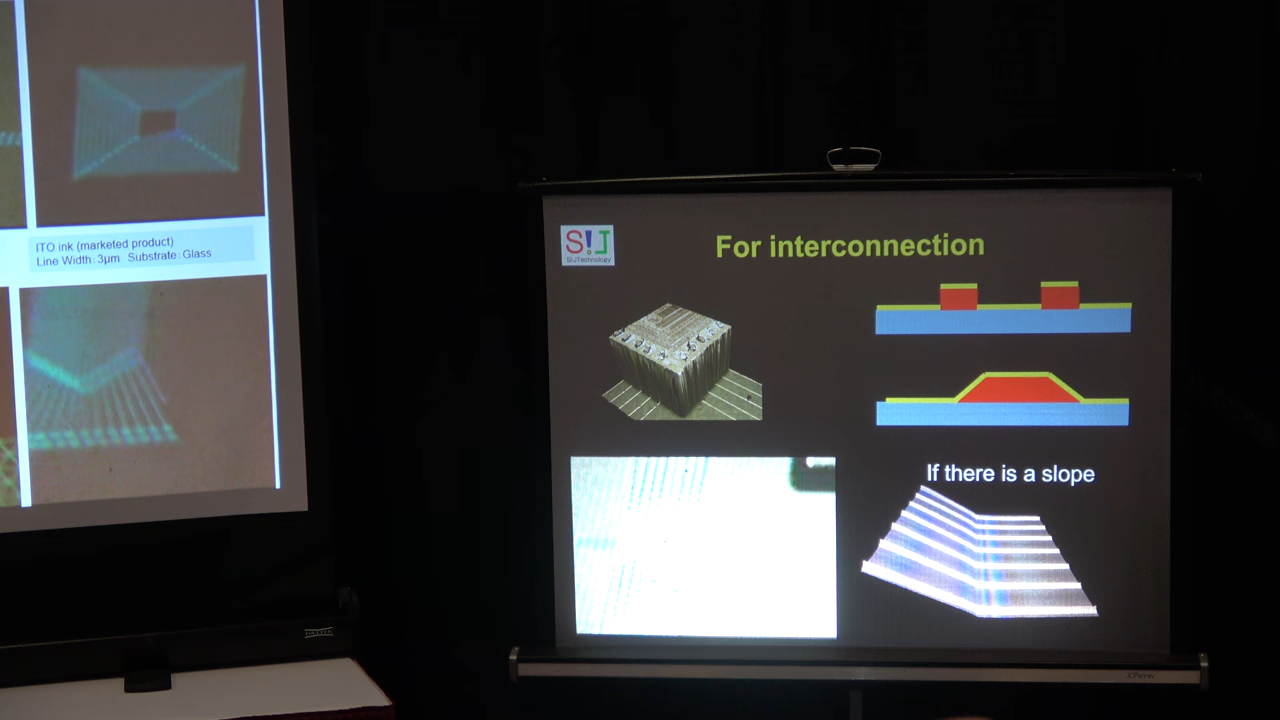 ITO ink (marketed product)
Line Width:3µm Substrate:Glass
S!J
SIJTechnology
For interconnection
If there is a slope